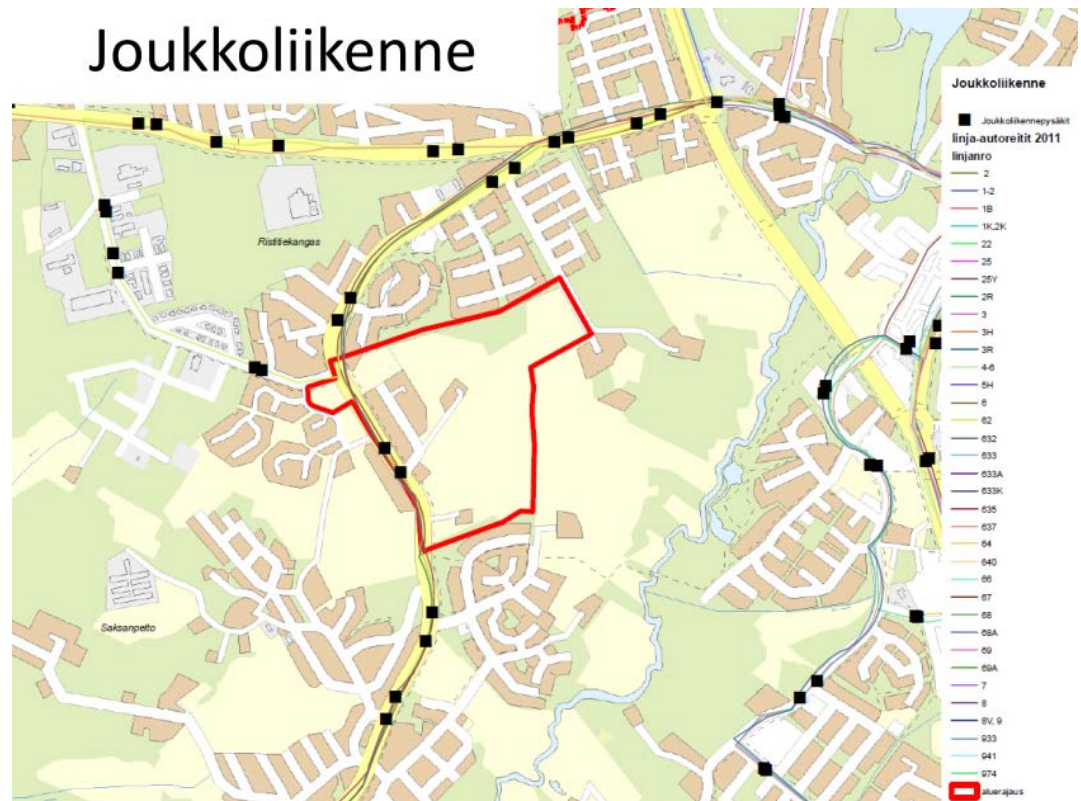 Joukkoliikenne
Ristitiekangas
Saksanpelto
Joukkoliikenne
Joukkoliikennepysäkit
linja-autoreitit 2011
linjanro
2
1-2
1B
1K,2K
22
25
25Y
2R
3
3H
3R
4-6
5H
6
62
632
633
633A
633K
635
637
64
640
66
67
68
68A
69
69A
7
8
8V, 9
933
941
974
aluerajaus